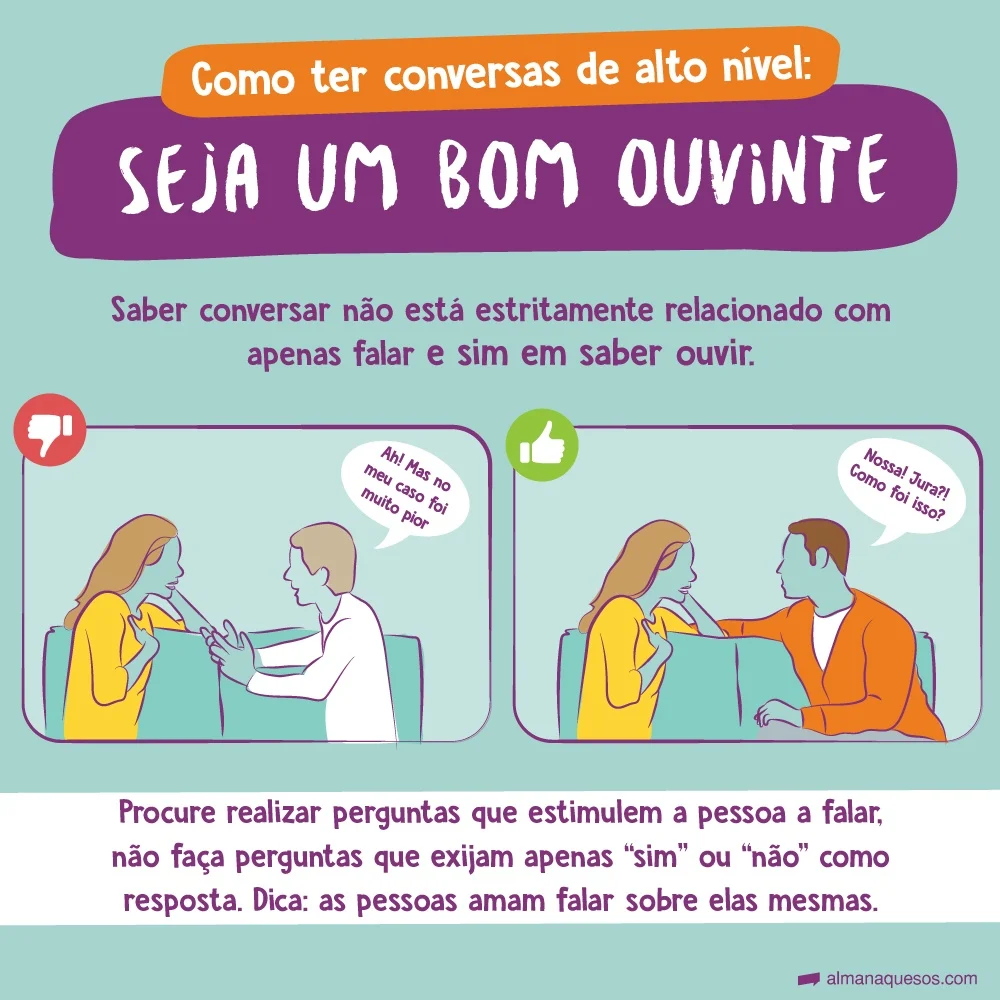 Como ter conversas de alto nível:
SEJA UM BOM OUVINTE
Saber conversar não está estritamente relacionado com
apenas falar e sim em saber ouvir.
Ah! Mas no
meu caso foi
muito pior
Nossa! Jura?!
Como foi isso?
Procure realizar perguntas que estimulem a pessoa a falar,
não faça perguntas que exijam apenas “sim” ou “não” como
resposta. Dica: as pessoas amam falar sobre elas mesmas.
almanaquesos.com